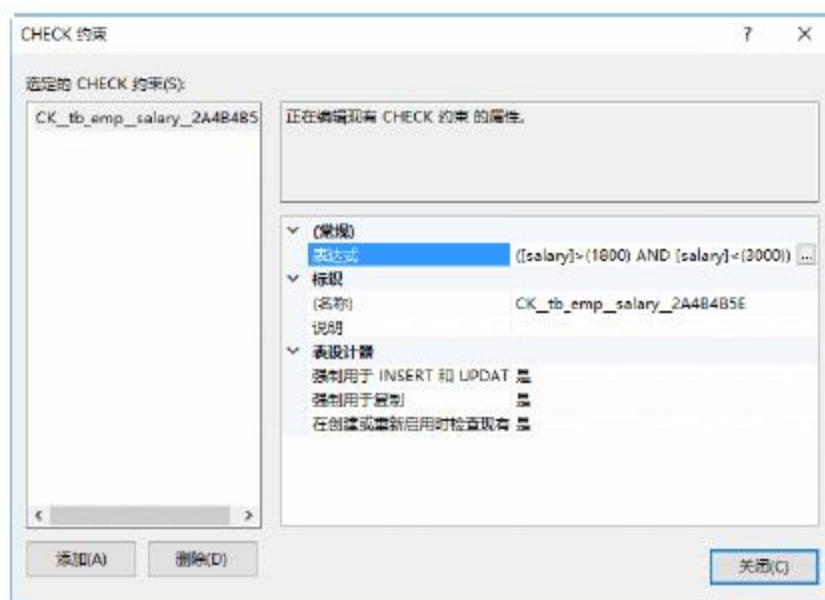 CHECK 约束
选定的 CHECK 约束(S):
CK_tb_emp_salary_2A4B4B5
正在编辑现有 CHECK 约束 的属性。
(常规)
表达式 ([salary]>(1800) AND [salary]<(3000)) ...
标识
(名称) CK_tb_emp_salary_2A4B4B5E
说明
表设计器
强制用于 INSERT 和 UPDAT 是
强制用于复制 是
在创建或重新启用时检查现有 是
添加(A) 删除(D)
关闭(C)